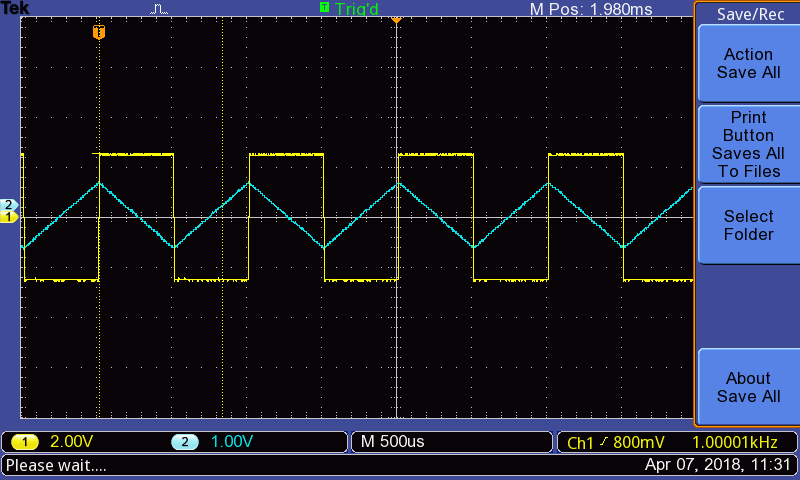 Tek
T Trig'd
M Pos: 1.980ms
Save/Rec
T
Action
Save All
Print
Button
Saves All
To Files
2
1
Select
Folder
About
Save All
1 2.00V
2 1.00V
M 500us
Ch1 800mV
1.00001kHz
Please wait....
Apr 07, 2018, 11:31